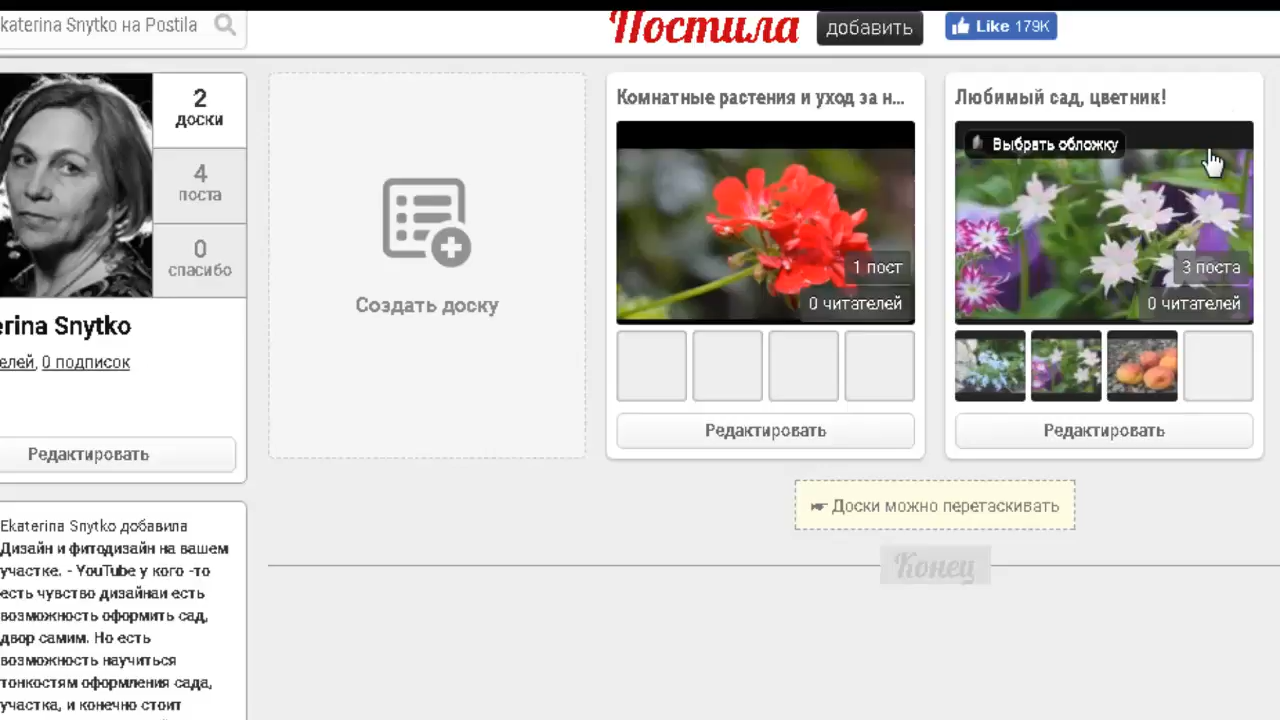 katerina Snytko на Postila
Постила
добавить
Like 179K
2
доски
4
поста
0
спасибо
erina Snytko
елей, 0 подписок
Редактировать
Ekaterina Snytko добавила
Дизайн и фитодизайн на вашем
участке. - YouTube у кого -то
есть чувство дизайнаи есть
возможность оформить сад,
двор самим. Но есть
возможность научиться
тонкостям оформления сада,
участка, и конечно стоит
Создать доску
Комнатные растения и уход за н...
1 пост
0 читателей
Редактировать
Любимый сад, цветник!
Выбрать обложку
3 поста
0 читателей
Редактировать
Доски можно перетаскивать
Конец